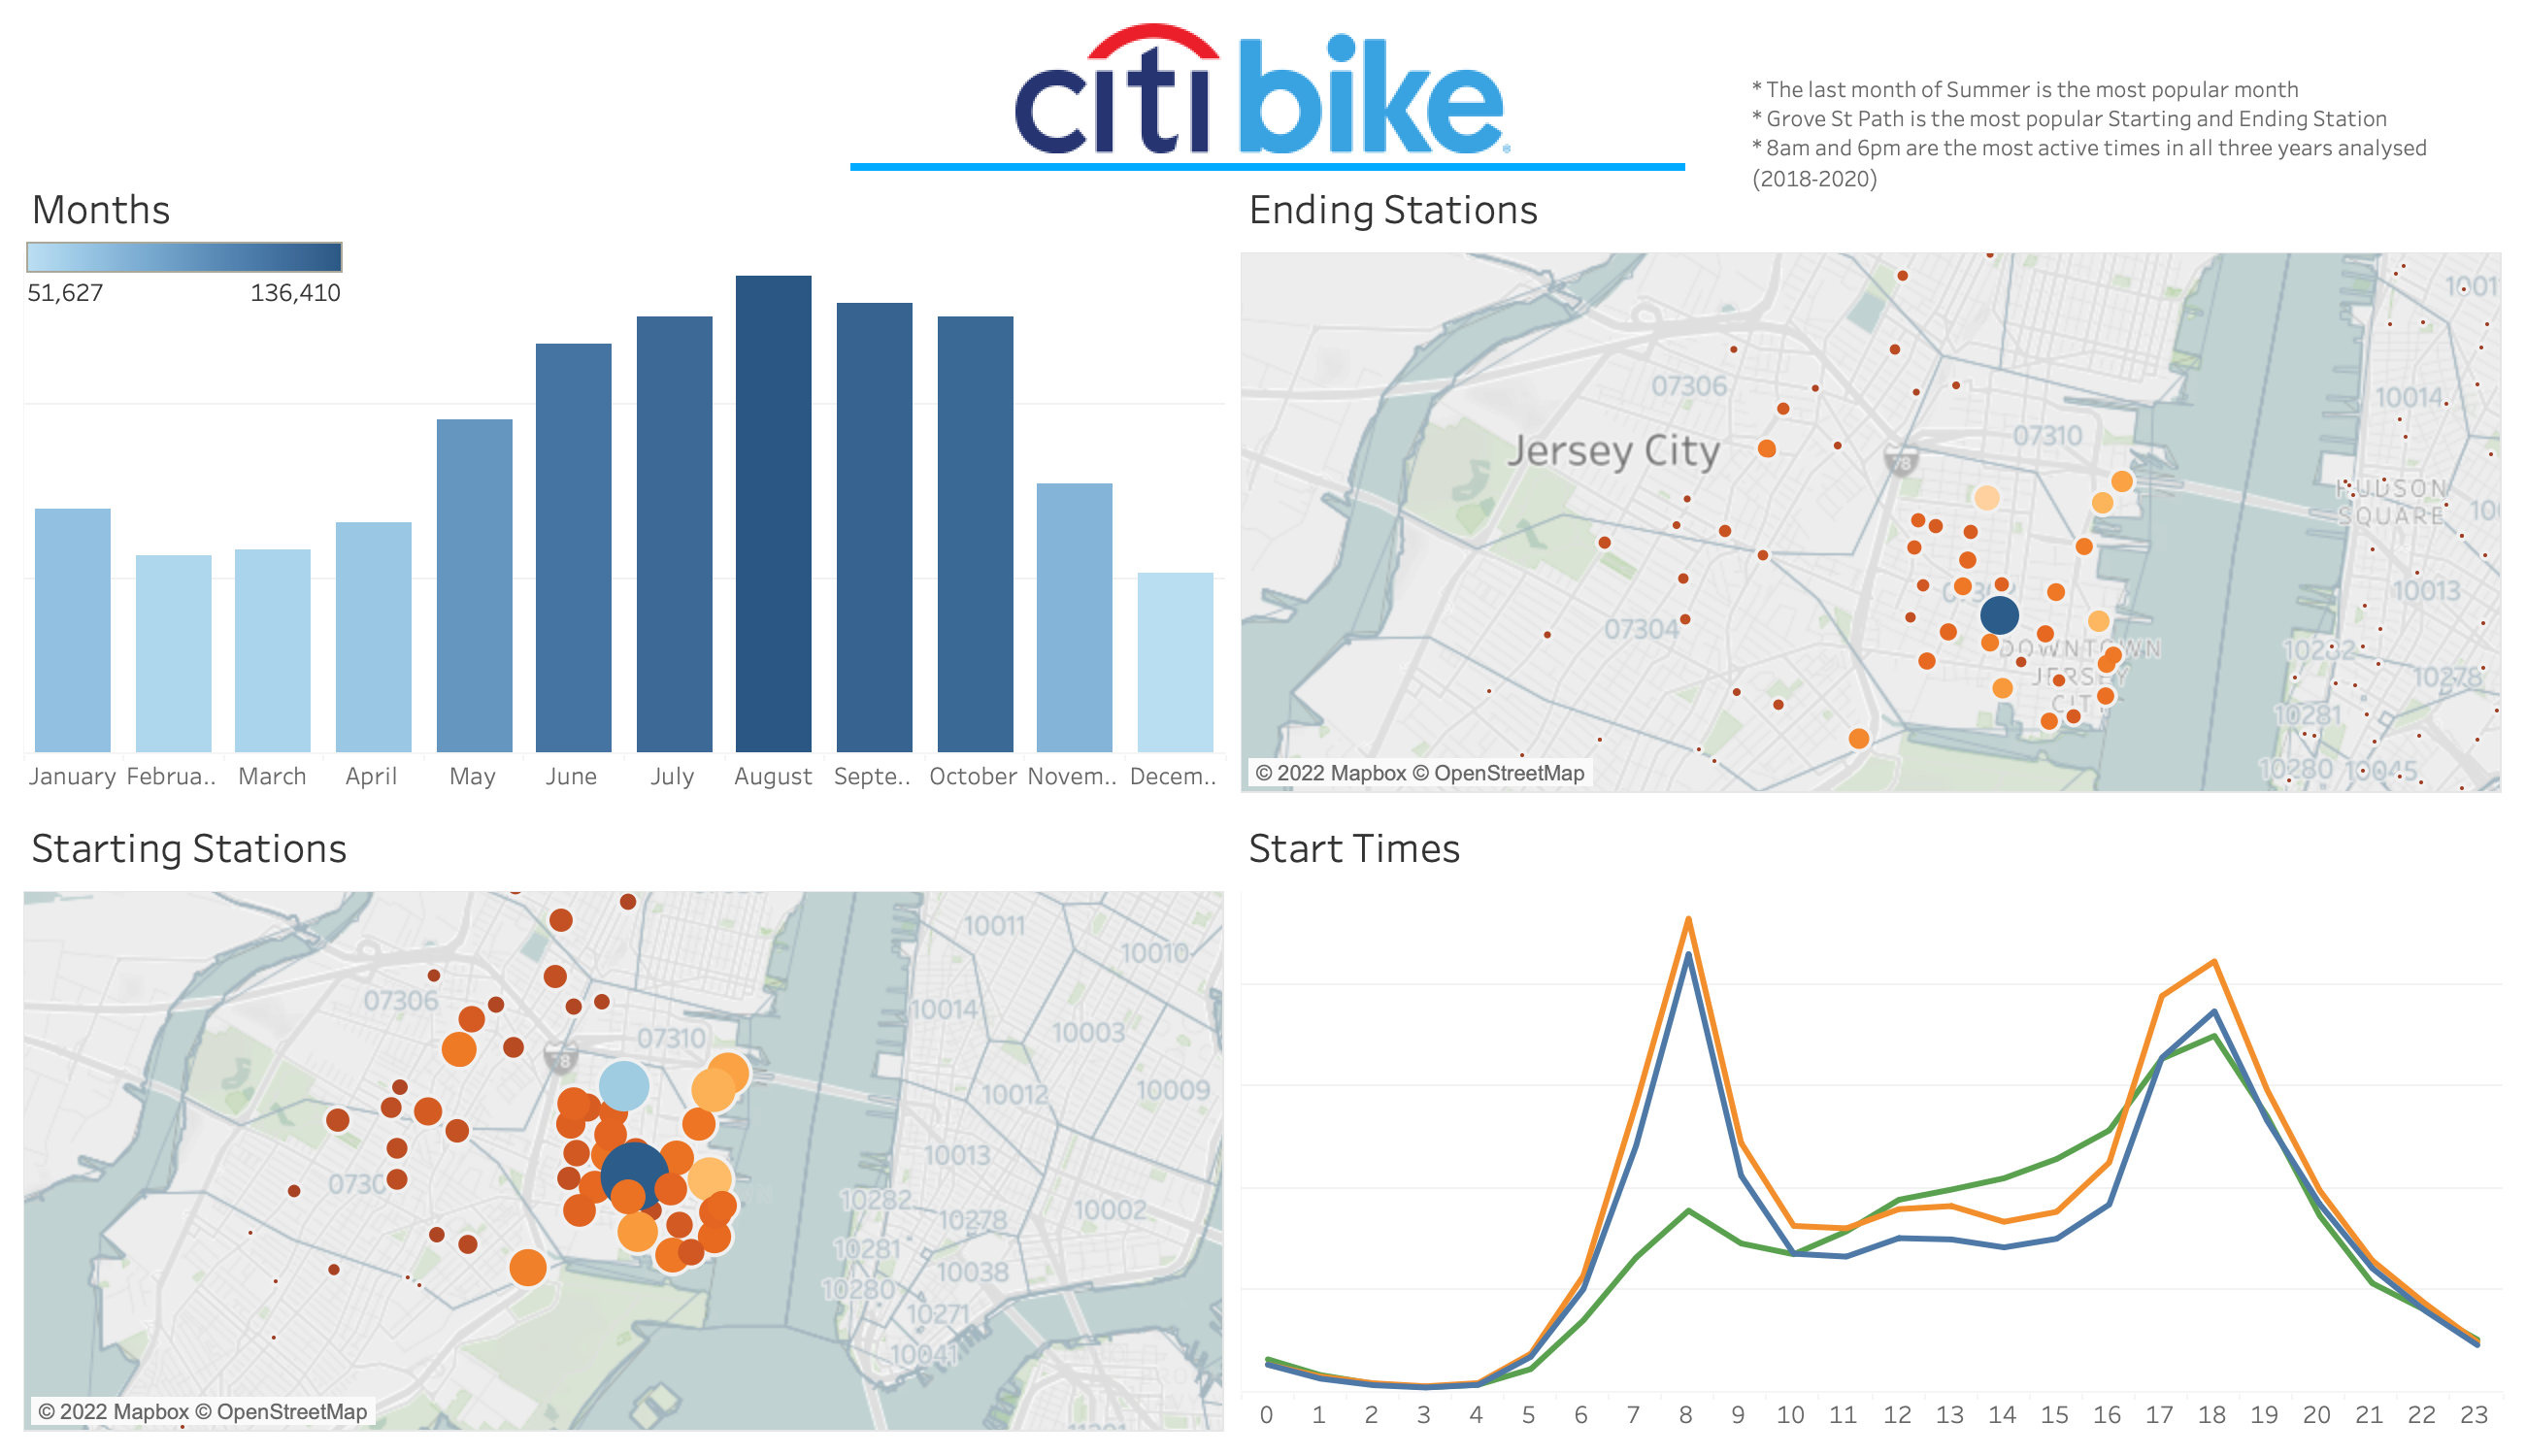 citi bike
* The last month of Summer is the most popular month
* Grove St Path is the most popular Starting and Ending Station
* 8am and 6pm are the most active times in all three years analysed
(2018-2020)
Months
51,627 136,410
January Februa.. March April May June July August Septe.. October Novem.. Decem..
Ending Stations
1001
07306
10014
Jersey City
07310
78
HUDSON
SQUARE
10013
07304
DOWNTOWN
JERSEY
CITY
10282
10278
10281
10280 10045
© 2022 Mapbox © OpenStreetMap
Starting Stations
10011
10010
07306
10014
10003
07310
78
10012
10009
10013
0730
10282
10002
10278
10281
10038
10280
10271
10041
© 2022 Mapbox © OpenStreetMap
Start Times
0 1 2 3 4 5 6 7 8 9 10 11 12 13 14 15 16 17 18 19 20 21 22 23